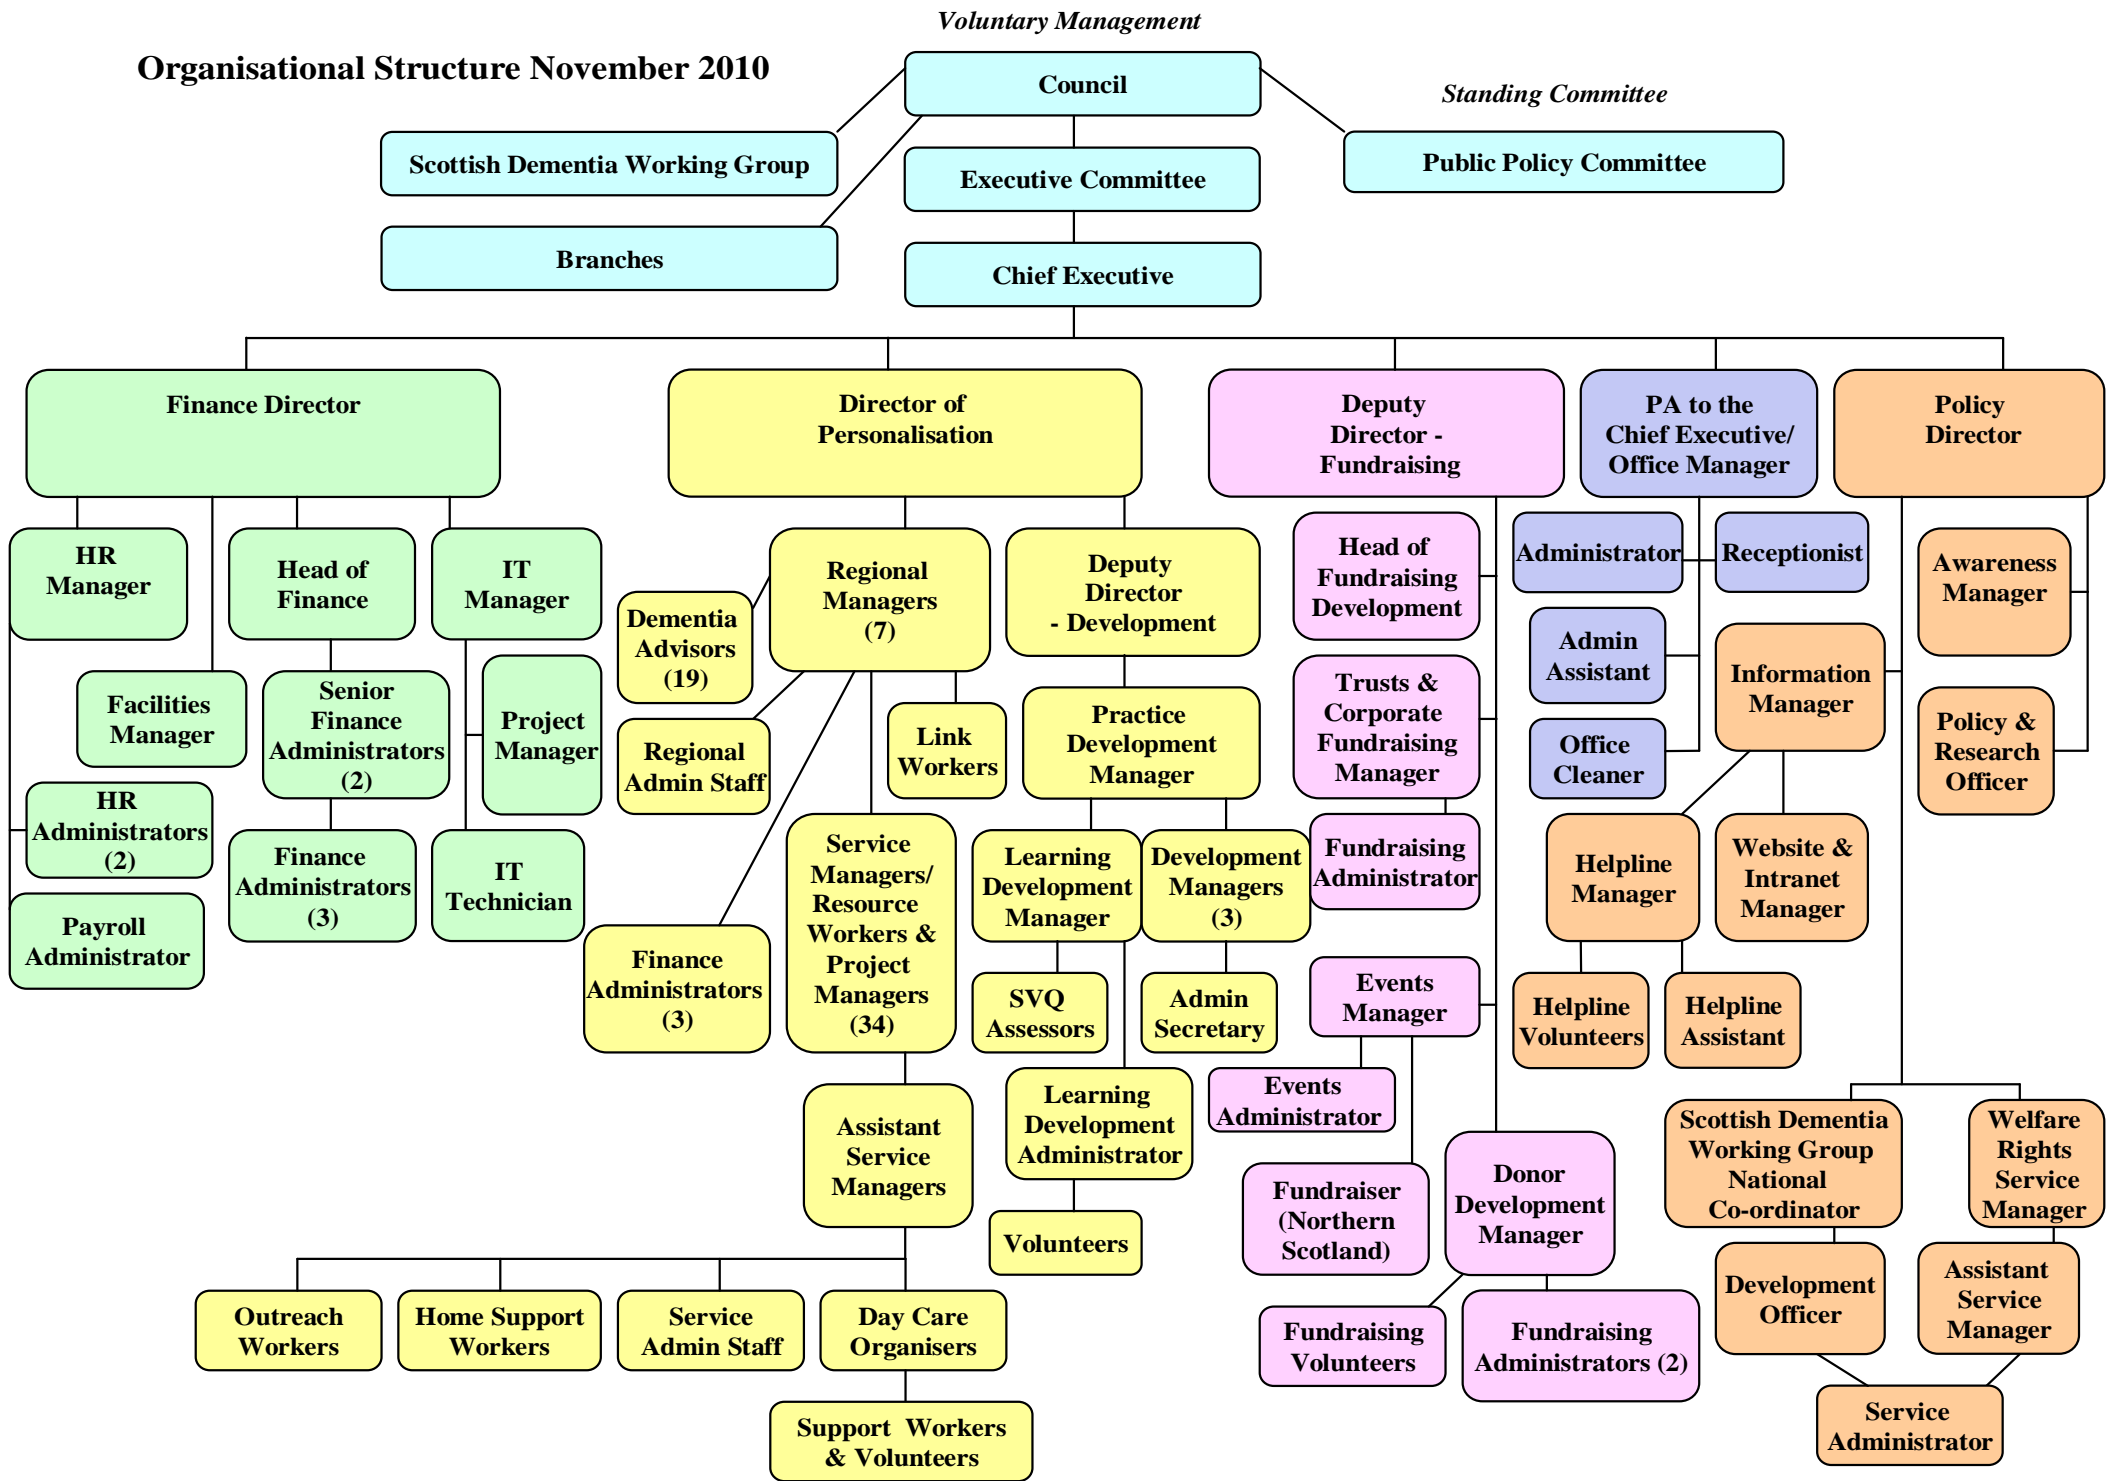 Voluntary Management
Organisational Structure November 2010
Council
Standing Committee
Scottish Dementia Working Group
Executive Committee
Public Policy Committee
Branches
Chief Executive
Finance Director
Director of
Personalisation
Deputy
Director -
Fundraising
PA to the
Chief Executive/
Office Manager
Policy
Director
HR
Manager
Head of
Finance
IT
Manager
Facilities
Manager
Senior
Finance
Administrators
(2)
Project
Manager
HR
Administrators
(2)
Finance
Administrators
(3)
IT
Technician
Payroll
Administrator
Regional
Managers
(7)
Deputy
Director
- Development
Dementia
Advisors
(19)
Regional
Admin Staff
Link
Workers
Practice
Development
Manager
Finance
Administrators
(3)
Service
Managers/
Resource
Workers &
Project
Managers
(34)
Learning
Development
Manager
Development
Managers
(3)
SVQ
Assessors
Admin
Secretary
Assistant
Service
Managers
Learning
Development
Administrator
Volunteers
Outreach
Workers
Home Support
Workers
Service
Admin Staff
Day Care
Organisers
Support Workers
& Volunteers
Head of
Fundraising
Development
Trusts &
Corporate
Fundraising
Manager
Fundraising
Administrator
Events
Manager
Events
Administrator
Fundraiser
(Northern
Scotland)
Donor
Development
Manager
Fundraising
Volunteers
Fundraising
Administrators (2)
Administrator
Receptionist
Admin
Assistant
Office
Cleaner
Awareness
Manager
Information
Manager
Policy &
Research
Officer
Helpline
Manager
Website &
Intranet
Manager
Helpline
Volunteers
Helpline
Assistant
Scottish Dementia
Working Group
National
Co-ordinator
Welfare
Rights
Service
Manager
Development
Officer
Assistant
Service
Manager
Service
Administrator